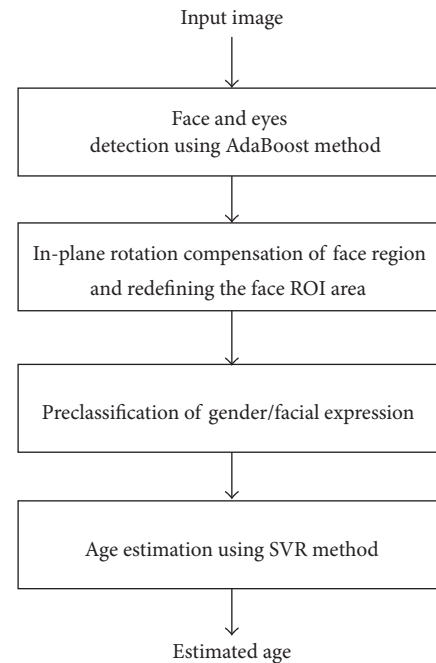 Input image
Face and eyes
detection using AdaBoost method
In-plane rotation compensation of face region
and redefining the face ROI area
Preclassification of gender/facial expression
Age estimation using SVR method
Estimated age